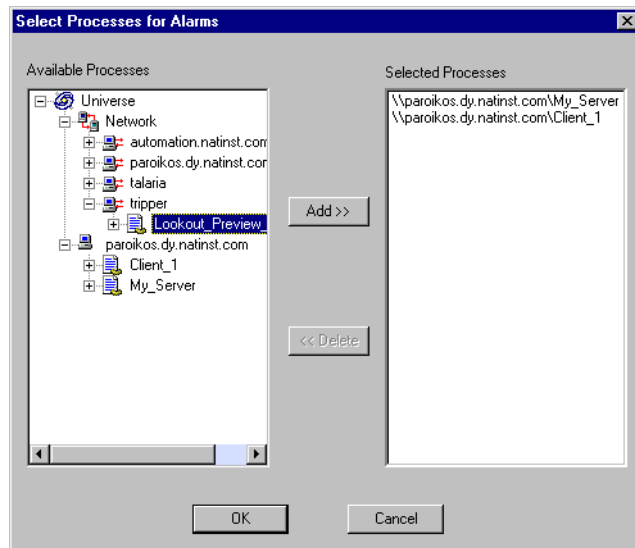 Select Processes for Alarms
Available Processes
Universe
Network
automation.natinst.com
paroikos.dy.natinst.cor
talaria
tripper
Lookout_Preview_
paroikos.dy.natinst.com
Client_1
My_Server
Add >>
<< Delete
Selected Processes
\\paroikos.dy.natinst.com\My_Server
\\paroikos.dy.natinst.com\Client_1
OK
Cancel